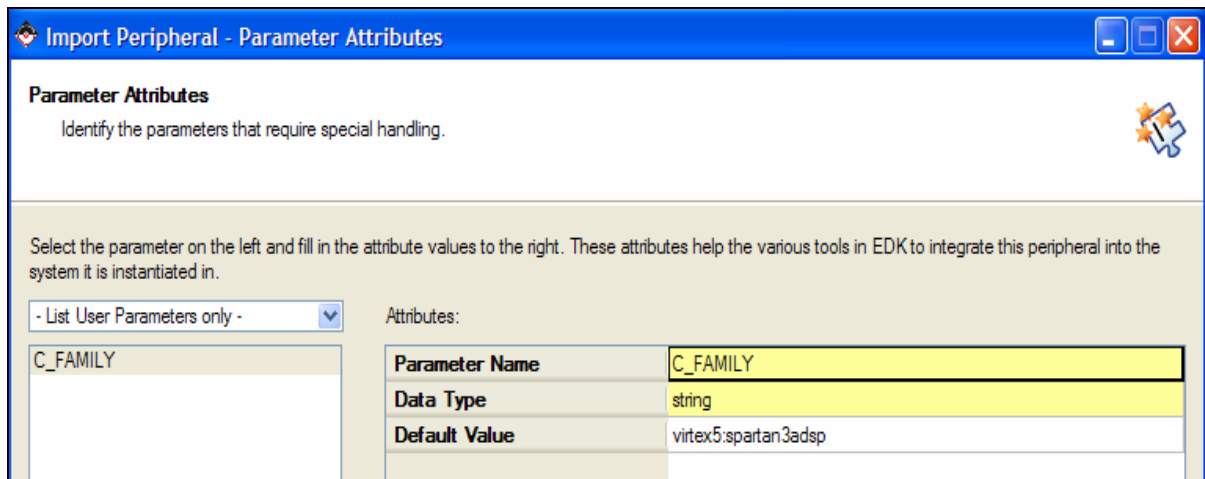 Import Peripheral - Parameter Attributes
Parameter Attributes
Identify the parameters that require special handling.
Select the parameter on the left and fill in the attribute values to the right. These attributes help the various tools in EDK to integrate this peripheral into the
system it is instantiated in.
- List User Parameters only -
Attributes:
C_FAMILY
Parameter Name C_FAMILY
Data Type string
Default Value virtex5:spartan3adsp